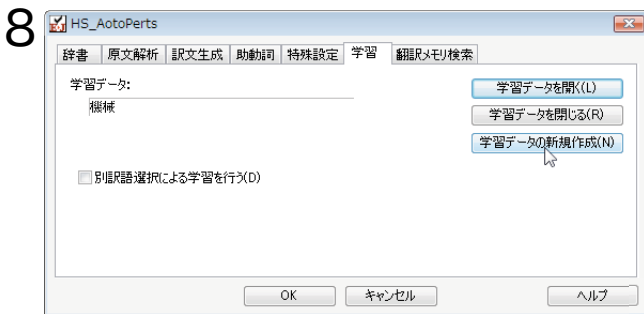 8
HS_AotoPerts
辞書 原文解析 訳文生成 助動詞 特殊設定 学習 翻訳メモリ検索
学習データ:
機械
学習データを開く(L)
学習データを閉じる(R)
学習データの新規作成(N)
別訳語選択による学習を行う(D)
OK キャンセル ヘルプ